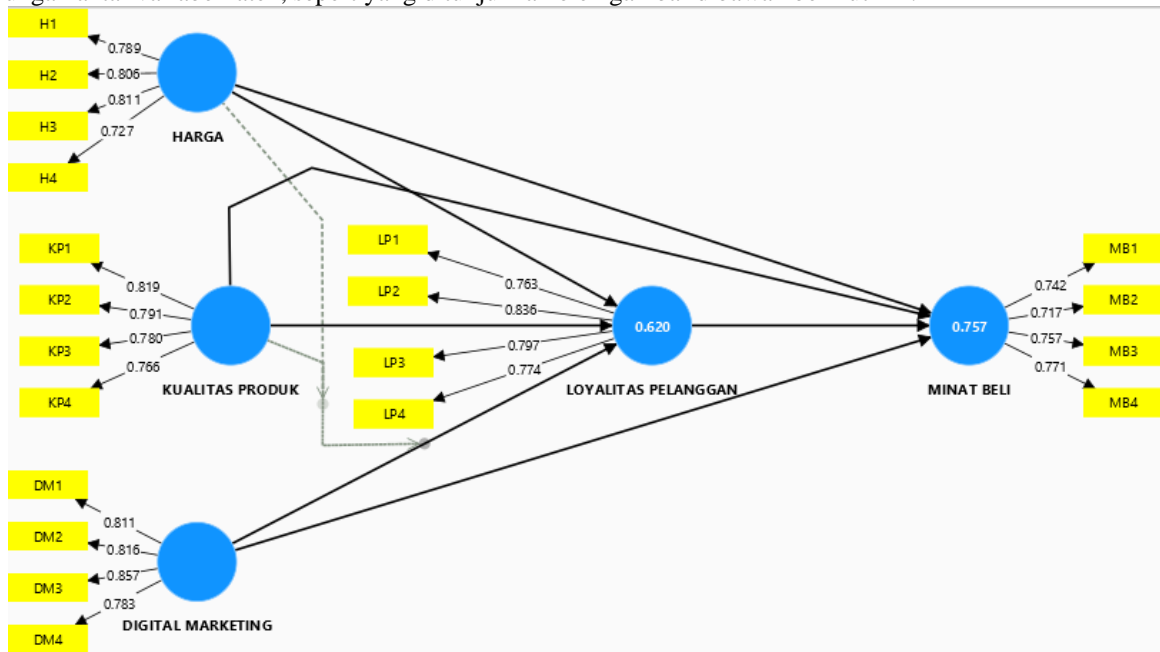 H1
0.789
H2
0.806
0.811
H3
0.727
HARGA
H4
KP1
0.819
KP2
0.791
0.780
KP3
0.766
KP4
KUALITAS PRODUK
LP1
0.763
LP2
0.836
0.797
LP3
0.774
LP4
0.620
LOYALITAS PELANGGAN
0.757
MINAT BELI
MB1
0.742
MB2
0.717
0.757
MB3
0.771
MB4
DM1
0.811
DM2
0.816
0.857
DM3
0.783
DM4
DIGITAL MARKETING